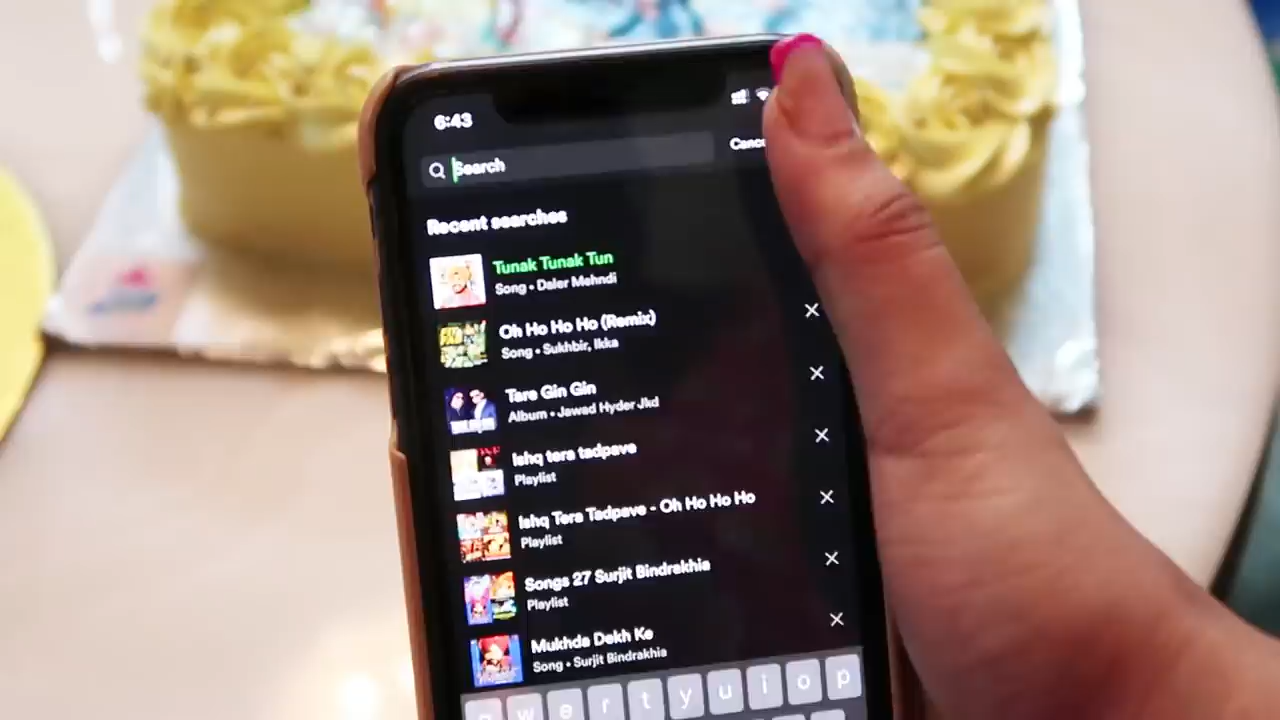 6:43
Search
Recent searches
Tunak Tunak Tun
Song • Daler Mehndi
Oh Ho Ho Ho (Remix)
Song • Sukhbir, Ikka
Tare Gin Gin
Album • Jawad Hyder Jkd
Ishq tera tadpave
Playlist
Ishq Tera Tadpave - Oh Ho Ho Ho
Playlist
Songs 27 Surjit Bindrakhia
Playlist
Mukhda Dekh Ke
Song • Surjit Bindrakhia
q w e r t y u i o p